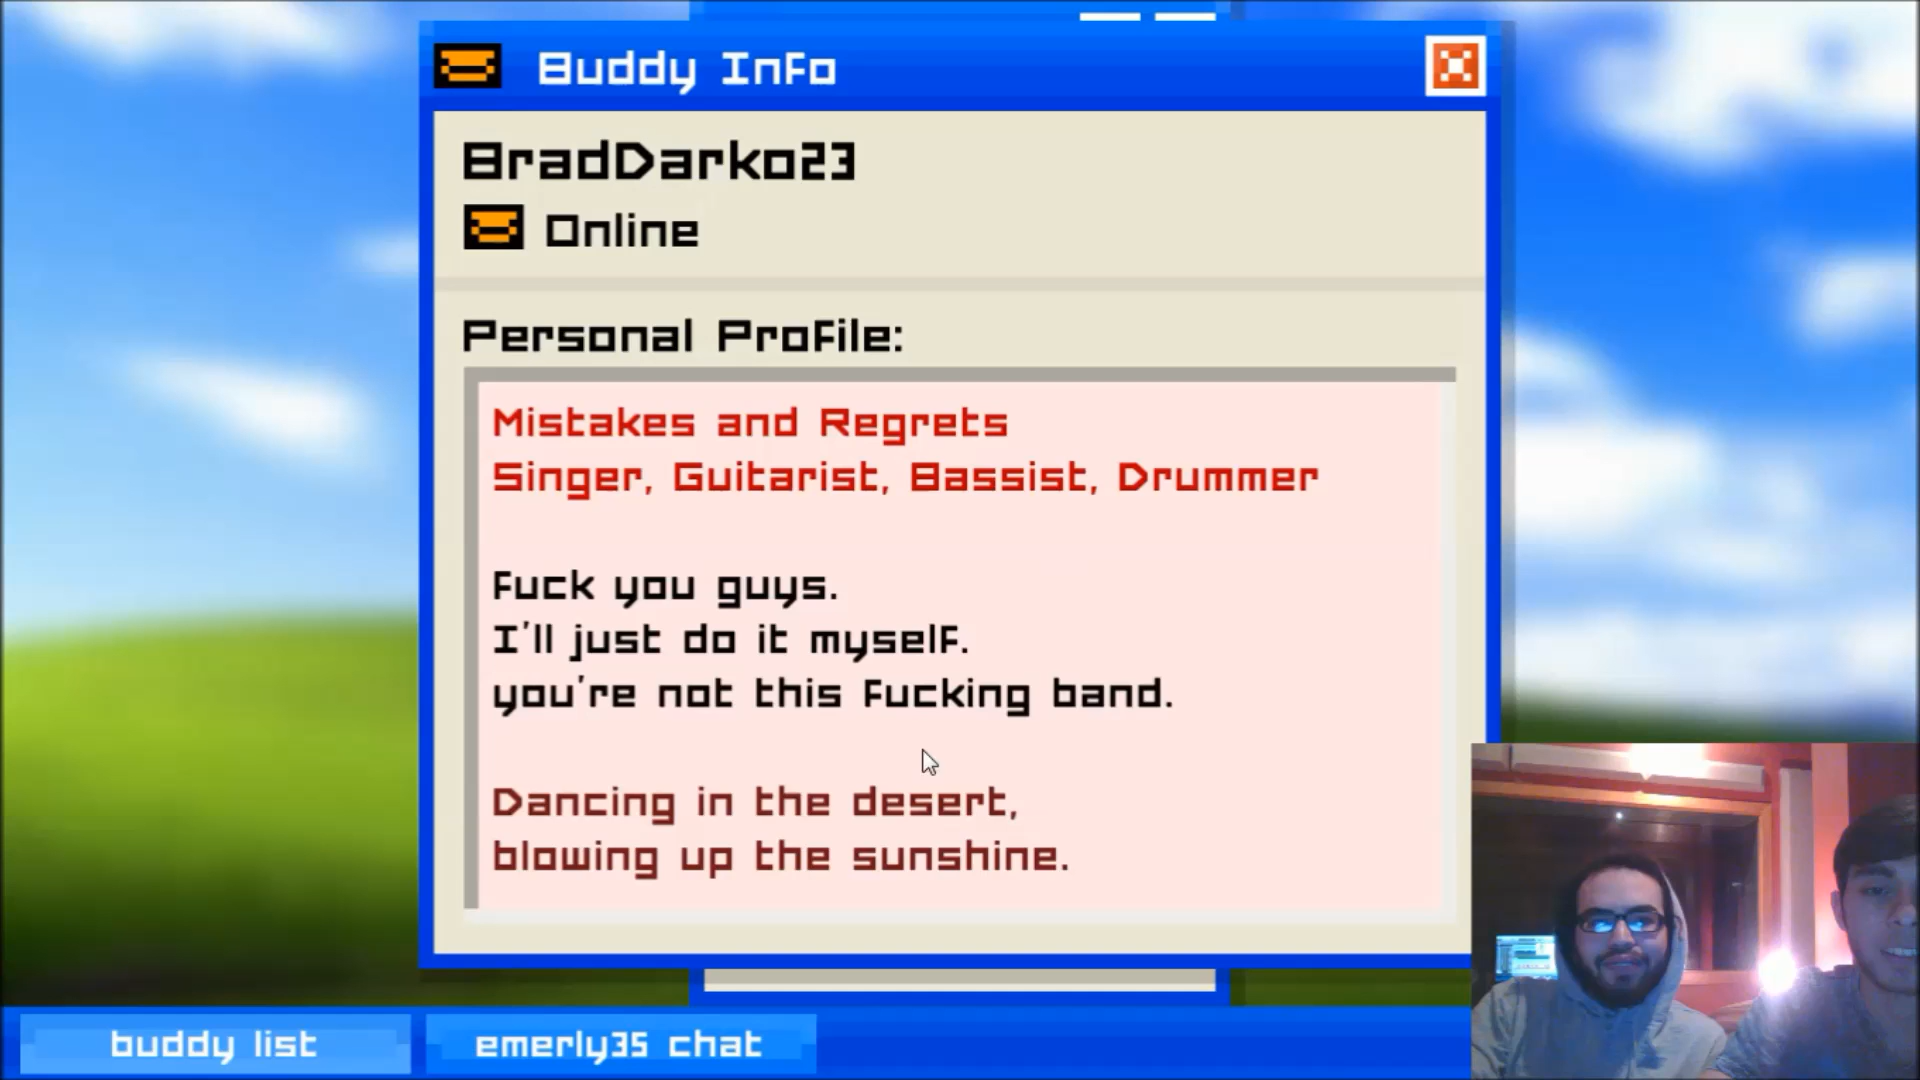 Buddy Info
BradDarko23
Online
Personal Profile:
Mistakes and Regrets
Singer, Guitarist, Bassist, Drummer
Fuck you guys.
I'll just do it myself.
you're not this fucking band.
Dancing in the desert,
blowing up the sunshine.
buddy list
emerly35 chat